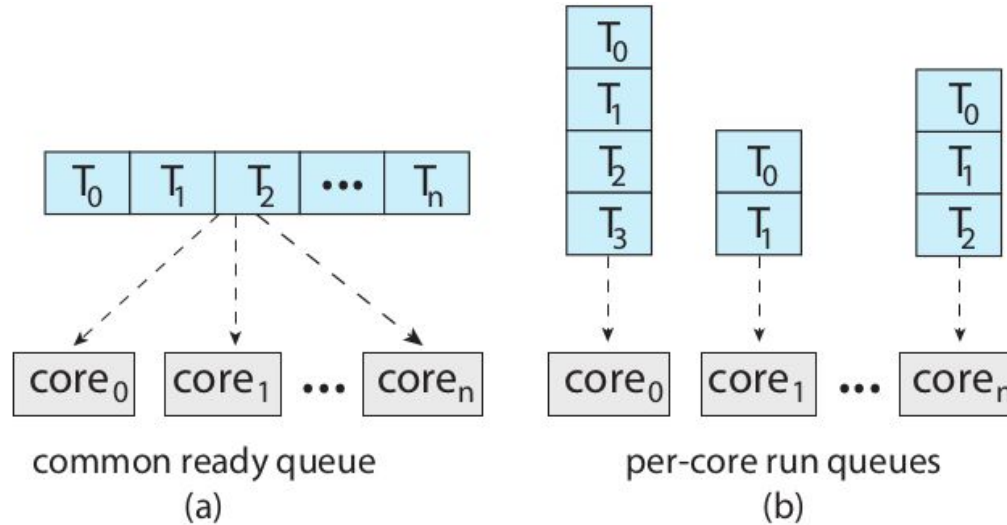 T₀ T₁ T₂ ••• Tₙ
core₀ core₁ ••• coreₙ
common ready queue
(a)
T₀
T₁
T₂
T₃
T₀
T₁
T₀
T₁
T₂
core₀ core₁ ••• coreₙ
per-core run queues
(b)